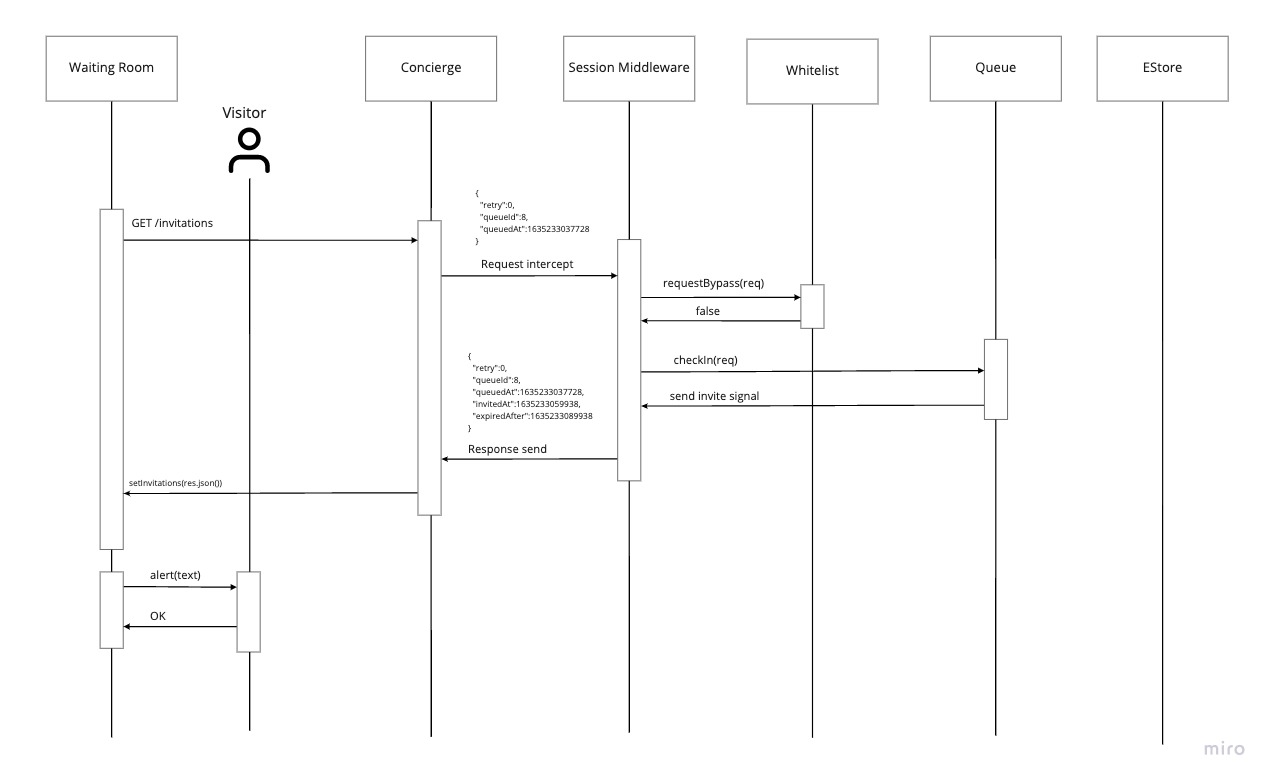 Waiting Room
Concierge
Session Middleware
Whitelist
Queue
EStore
Visitor
{
"retry":0,
"queueId":8,
"queuedAt":1635233037728
}
GET /invitations
Request intercept
requestBypass(req)
false
{
"retry":0,
"queueId":8,
"queuedAt":1635233037728,
"invitedAt":1635233059938,
"expiredAfter":1635233089938
}
checkIn(req)
send invite signal
Response send
setInvitations(res.json())
alert(text)
OK
miro